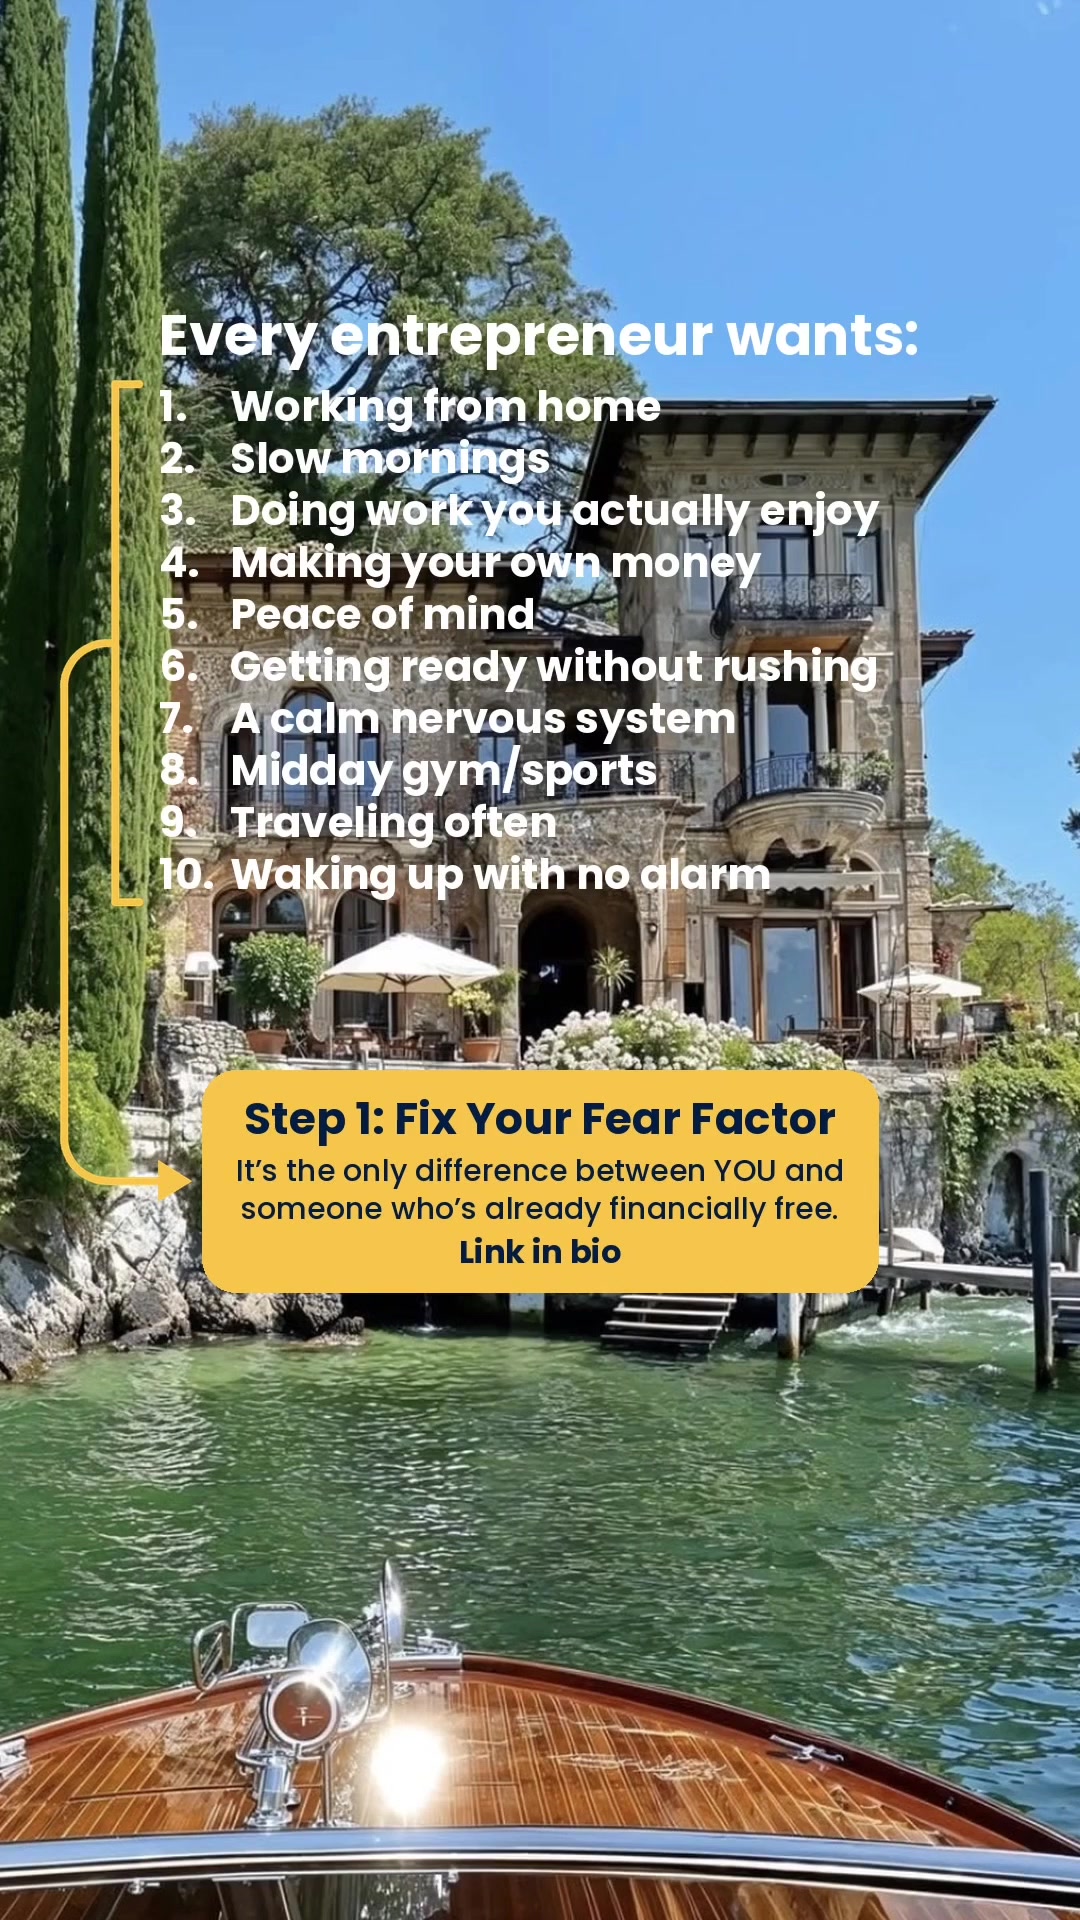 Every entrepreneur wants:
1. Working from home
2. Slow mornings
3. Doing work you actually enjoy
4. Making your own money
5. Peace of mind
6. Getting ready without rushing
7. A calm nervous system
8. Midday gym/sports
9. Traveling often
10. Waking up with no alarm
Step 1: Fix Your Fear Factor
It’s the only difference between YOU and
someone who’s already financially free.
Link in bio